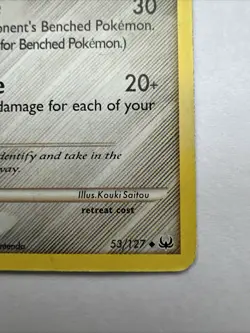 30
onent's Benched Pokémon.
for Benched Pokémon.)
20+
damage for each of your
identify and take in the
way.
Illus. Kouki Saitou
retreat cost
53/127